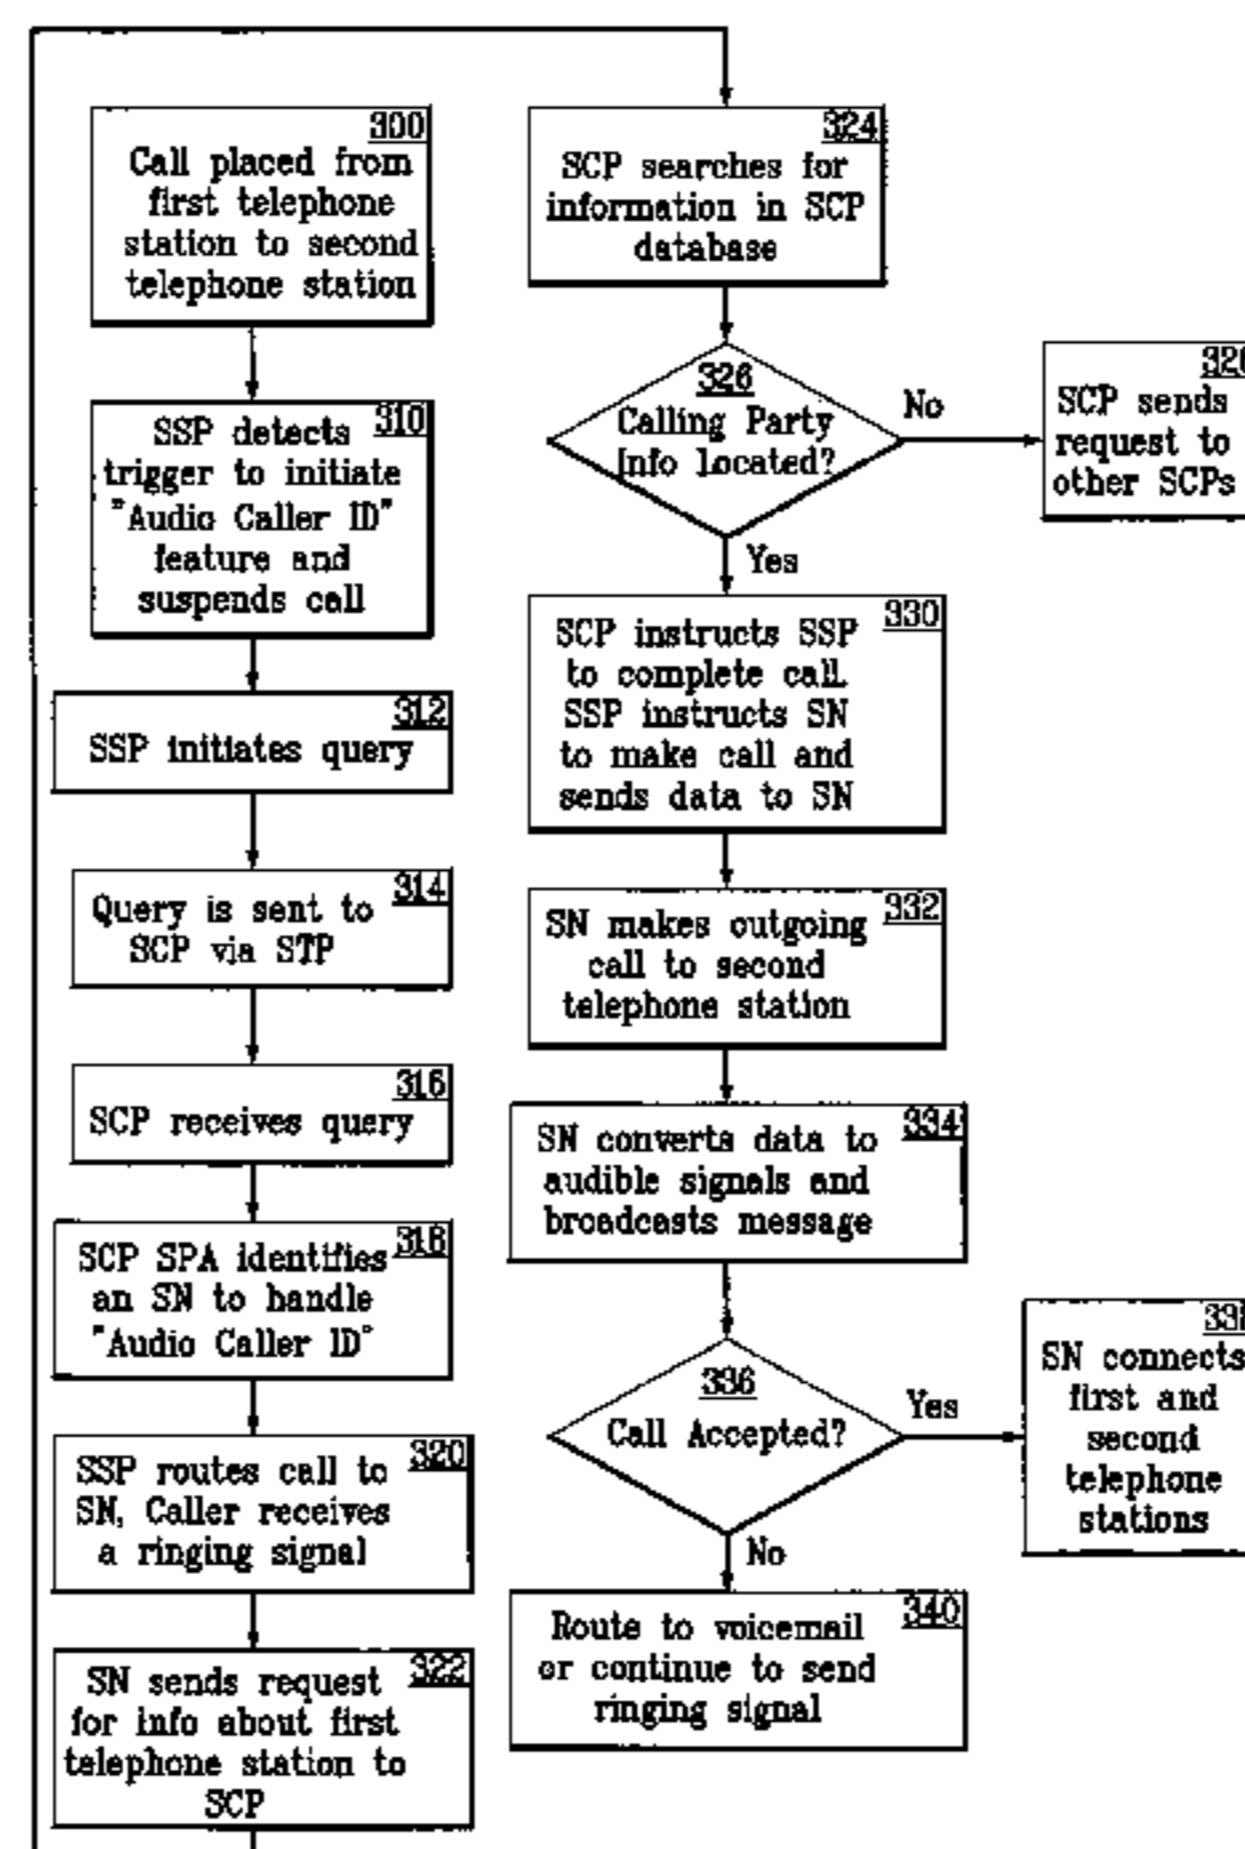 300
Call placed from
first telephone
station to second
telephone station
310
SSP detects
trigger to initiate
"Audio Caller ID"
feature and
suspends call
312
SSP initiates query
314
Query is sent to
SCP via STP
316
SCP receives query
318
SCP SPA identifies
an SN to handle
"Audio Caller ID"
320
SSP routes call to
SN, Caller receives
a ringing signal
322
SN sends request
for info about first
telephone station to
SCP
324
SCP searches for
information in SCP
database
326
Calling Party
Info Located?
No
SCP sends
request to
other SCPs
Yes
330
SCP instructs SSP
to complete call.
SSP instructs SN
to make call and
sends data to SN
332
SN makes outgoing
call to second
telephone station
334
SN converts data to
audible signals and
broadcasts message
336
Call Accepted?
Yes
SN connects
first and
second
telephone
stations
No
340
Route to voicemail
or continue to send
ringing signal